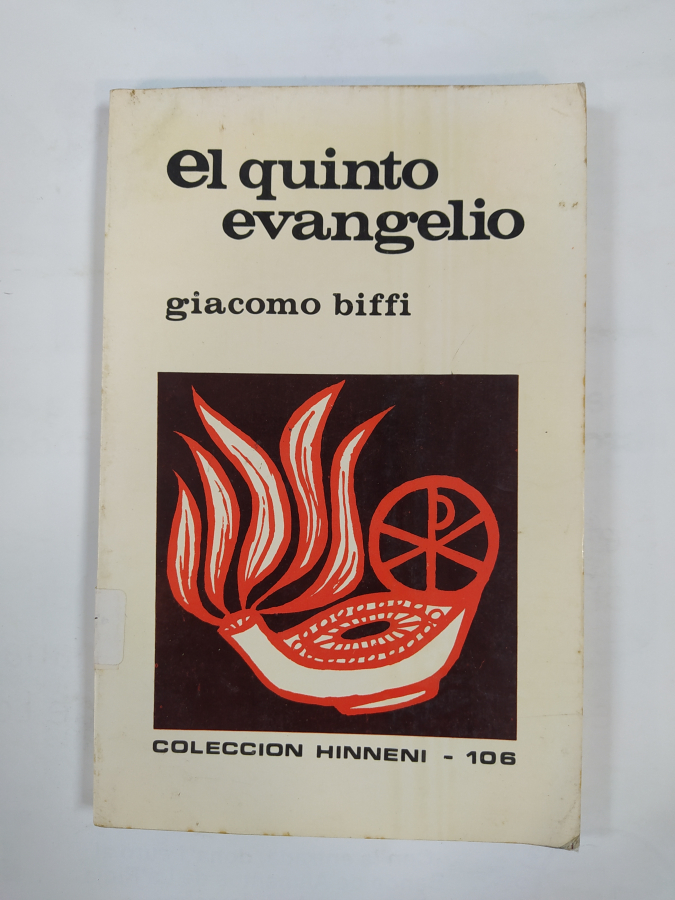 el quinto
evangelio
giacomo biffi
COLECCION HINNENI - 106